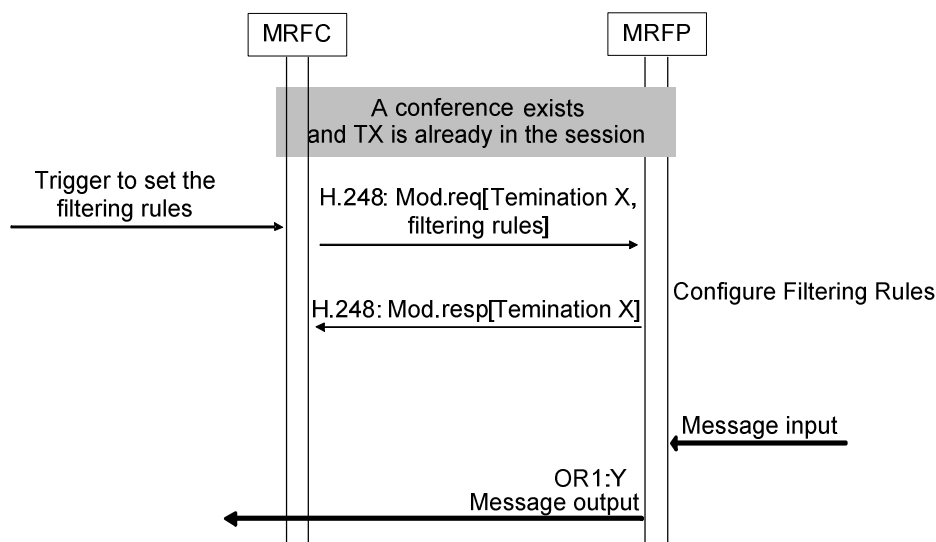 MRFC
MRFP
A conference exists
and TX is already in the session
Trigger to set the
filtering rules
H.248: Mod.req[Temination X,
filtering rules]
Configure Filtering Rules
H.248: Mod.resp[Temination X]
Message input
OR1:Y
Message output